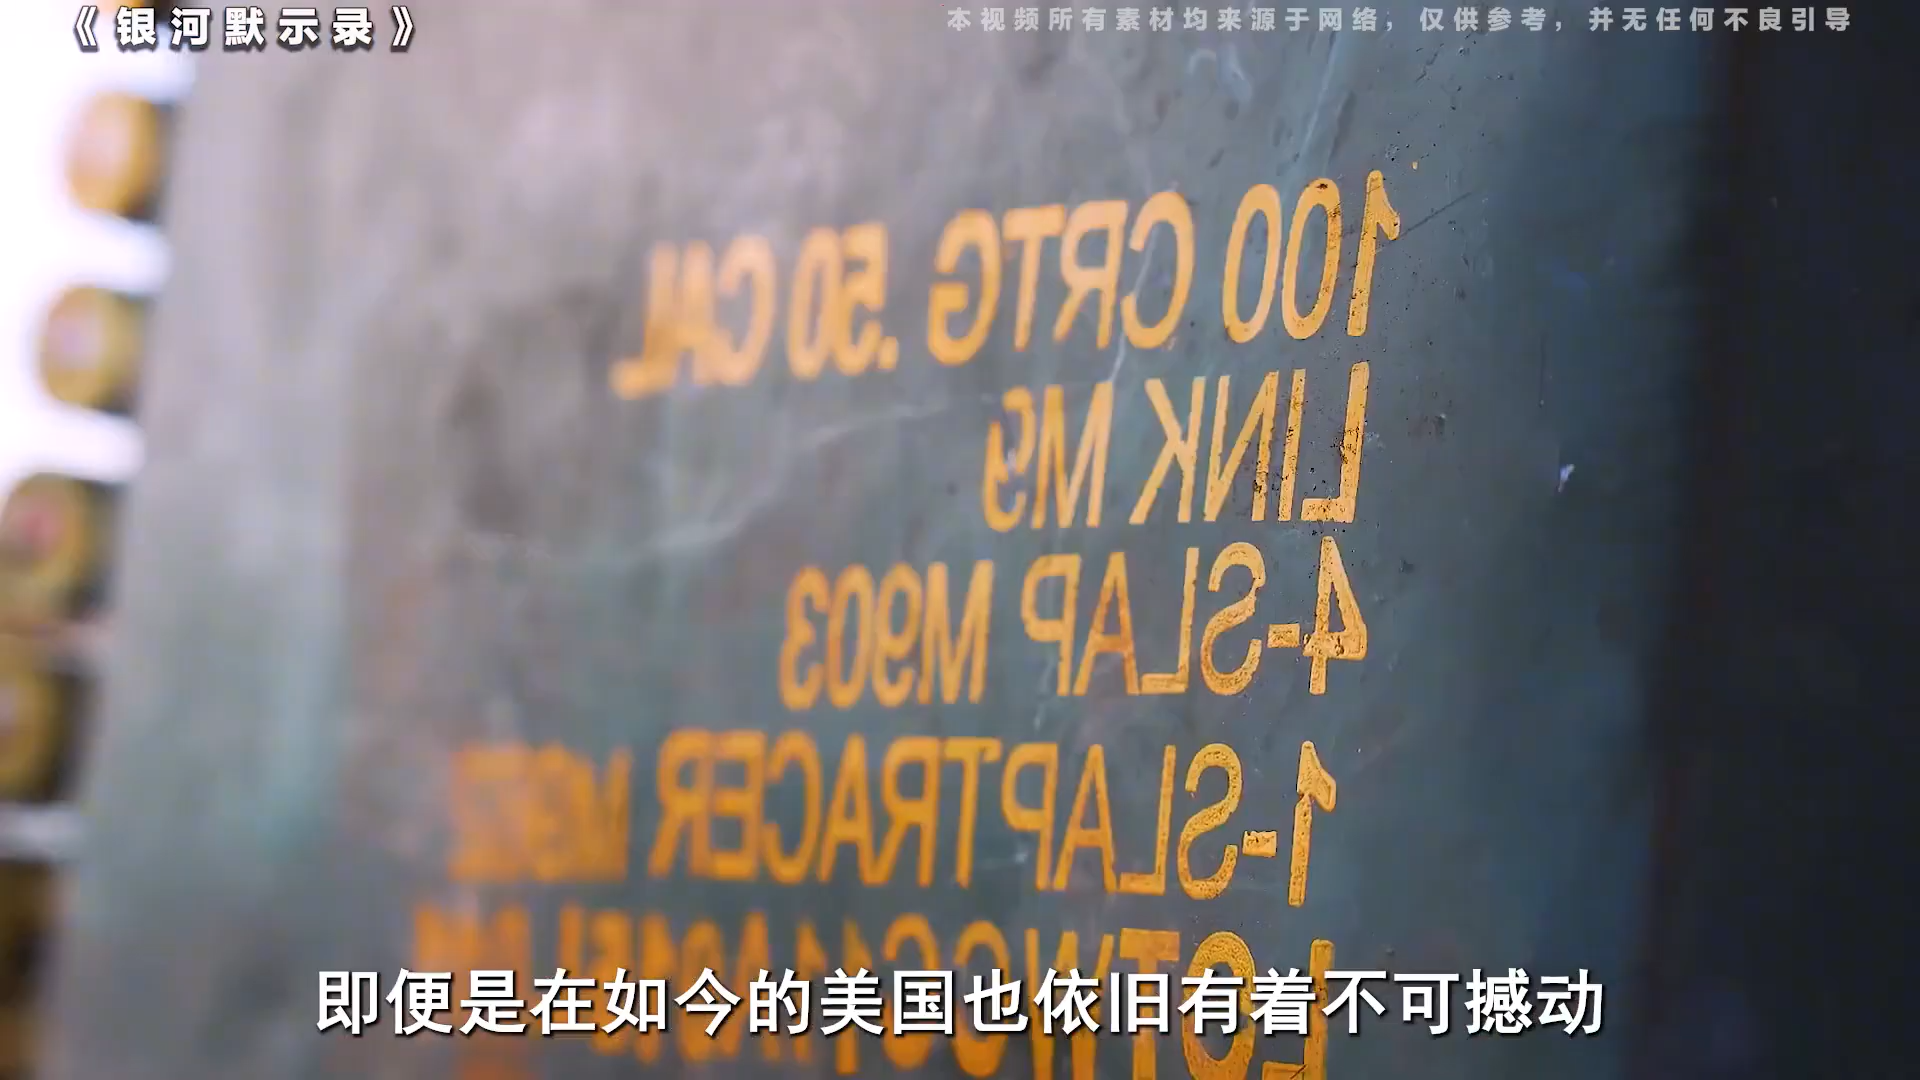 《银河默示录》
本视频所有素材均来源于网络，仅供参考，并无任何不良引导
100 CRTG .50 CAL
LINK M9
4-SLAP M903
1-SLAPTRACER M962
LOT
即便是在如今的美国也依旧有着不可撼动